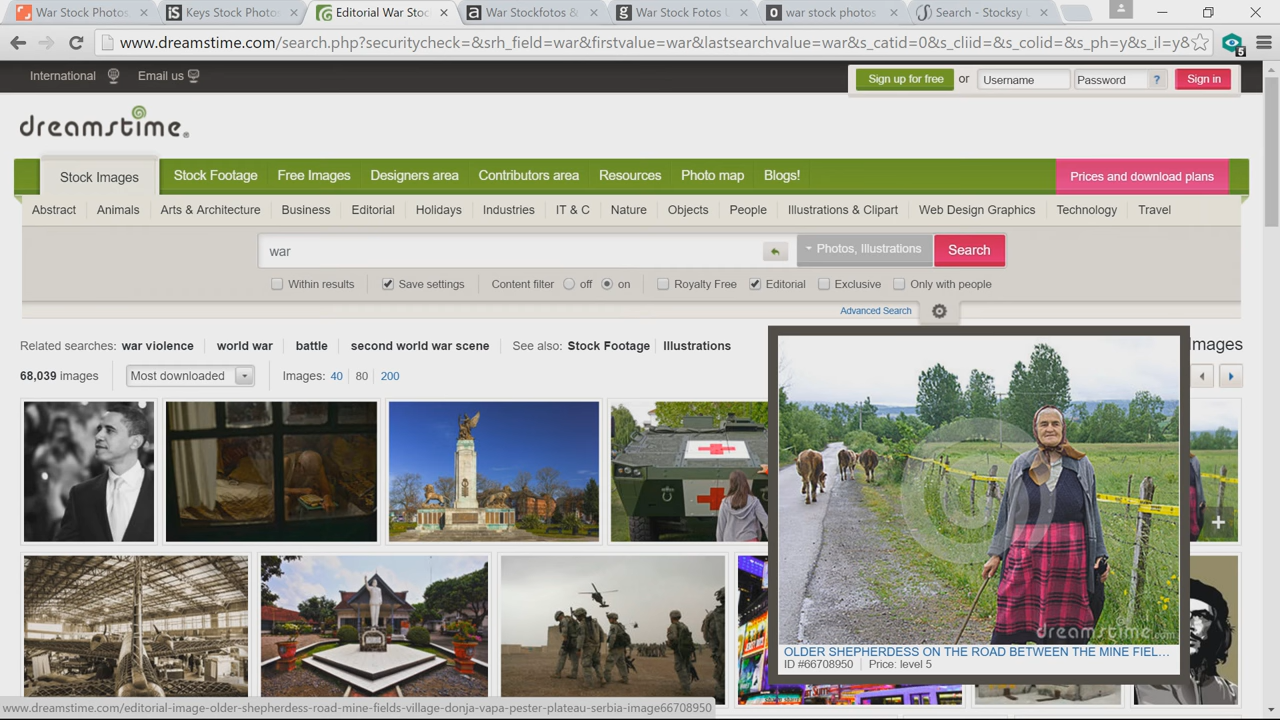 War Stock Photos
Keys Stock Photo
Editorial War Stoc
War Stockfotos &
War Stock Fotos U
war stock photos
Search - Stocksy
www.dreamstime.com/search.php?securitycheck=&srh_field=war&firstvalue=war&lastsearchvalue=war&s_catid=0&s_cliid=&s_colid=&s_ph=y&s_il=y&
5
International
Email us
Sign up for free or Username Password ? Sign in
dreamstime®
Stock Images Stock Footage Free Images Designers area Contributors area Resources Photo map Blogs! Prices and download plans
Abstract Animals Arts & Architecture Business Editorial Holidays Industries IT & C Nature Objects People Illustrations & Clipart Web Design Graphics Technology Travel
war
Photos, Illustrations
Search
Within results Save settings Content filter off on Royalty Free Editorial Exclusive Only with people
Advanced Search
Related searches: war violence world war battle second world war scene See also: Stock Footage Illustrations
mages
68,039 images Most downloaded Images: 40 80 200
dreamstime.com
OLDER SHEPHERDESS ON THE ROAD BETWEEN THE MINE FIEL...
ID #66708950 Price: level 5
www.dreamstime.com/editorial-image-older-shepherdess-road-mine-fields-village-donja-vapa-pester-plateau-serbia-image66708950